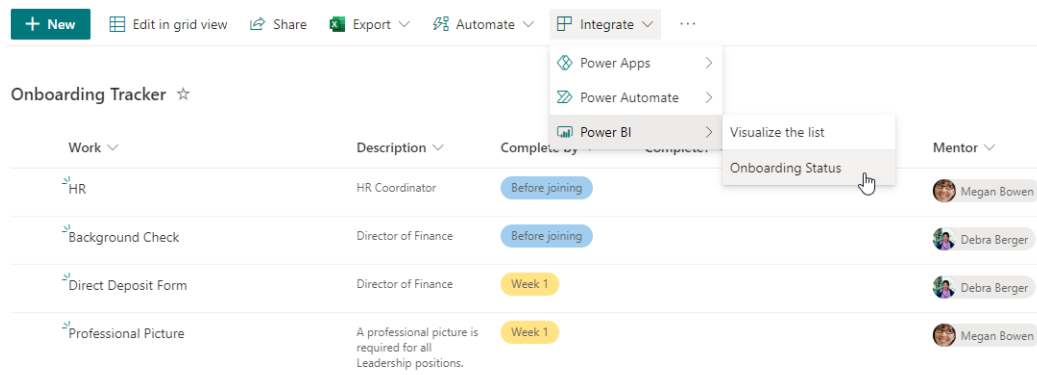 New Edit in grid view Share Export Automate Integrate ...
Power Apps
Onboarding Tracker
Power Automate
Power BI
Visualize the list
Onboarding Status
Work Description Complete by Complete? Mentor
HR HR Coordinator Before joining Megan Bowen
Background Check Director of Finance Before joining Debra Berger
Direct Deposit Form Director of Finance Week 1 Debra Berger
Professional Picture A professional picture is Week 1 Megan Bowen
required for all
Leadership positions.